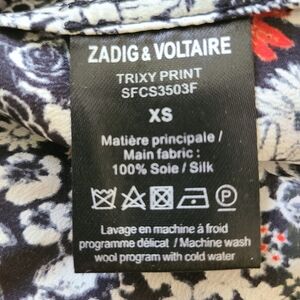 ZADIG & VOLTAIRE
TRIXY PRINT
SFCS3503F
XS
Matière principale /
Main fabric :
100% Soie / Silk
P
Lavage en machine à froid
programme délicat / Machine wash
wool program with cold water